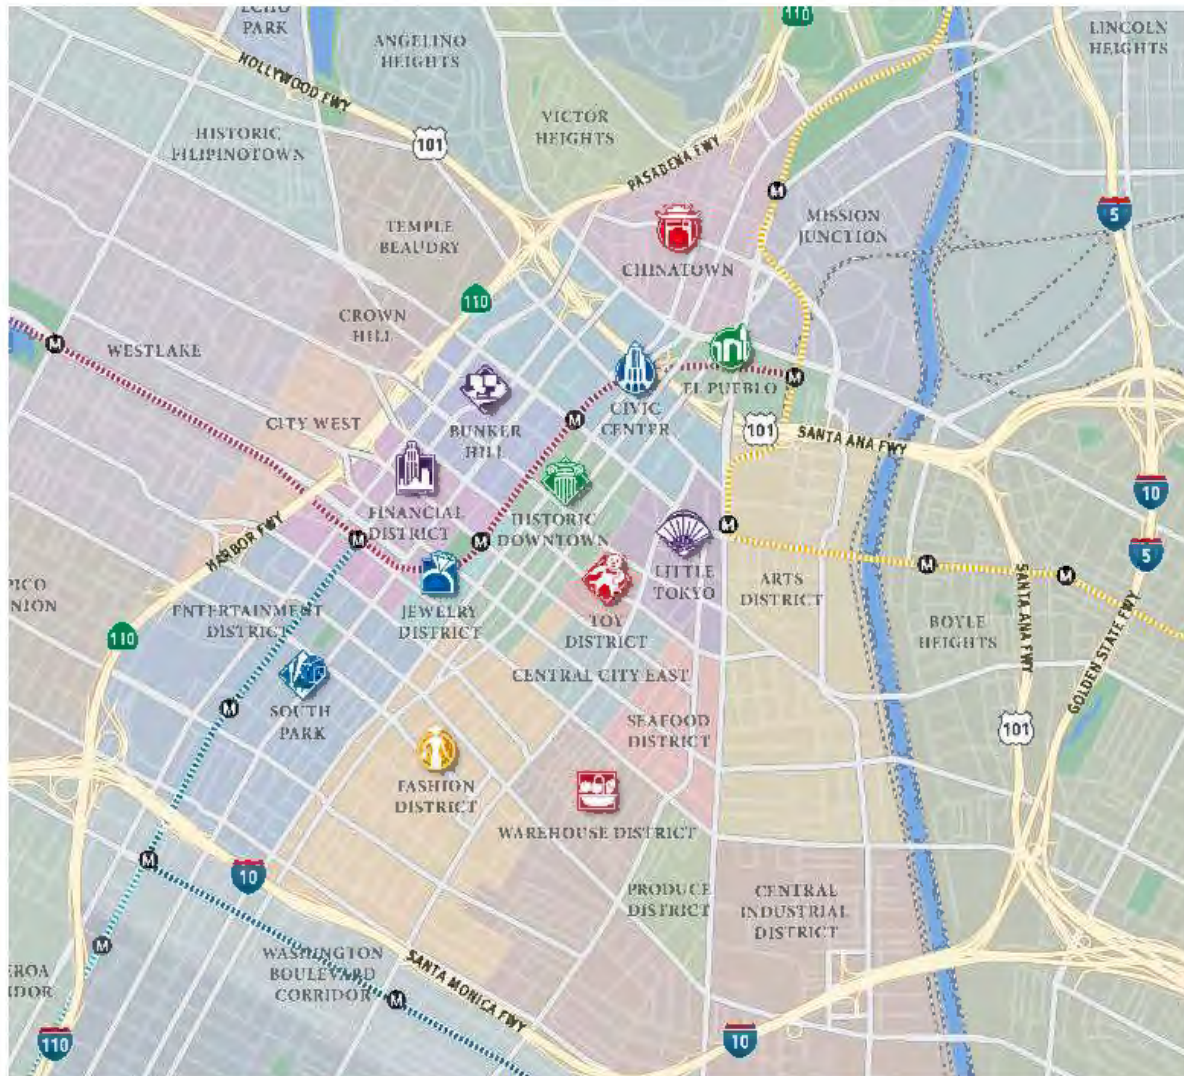 ECHO
PARK
ANGELINO
HEIGHTS
110
LINCOLN
HEIGHTS
HOLLYWOOD FWY
VICTOR
HEIGHTS
HISTORIC
FILIPINOTOWN
101
PASADENA FWY
M
5
TEMPLE
BEAUDRY
MISSION
JUNCTION
CHINATOWN
110
CROWN
HILL
M
WESTLAKE
M
EL PUEBLO
CIVIC
CENTER
M
CITY WEST
BUNKER
HILL
101
SANTA ANA FWY
10
FINANCIAL
DISTRICT
HISTORIC
DOWNTOWN
HARBOR FWY
M
M
M
5
LITTLE
TOKYO
ARTS
DISTRICT
M
M
PICO
NION
ENTERTAINMENT
DISTRICT
JEWELRY
DISTRICT
TOY
DISTRICT
SANTA ANA FWY
GOLDEN STATE FWY
BOYLE
HEIGHTS
110
CENTRAL CITY EAST
M
SOUTH
PARK
SEAFOOD
DISTRICT
101
FASHION
DISTRICT
WAREHOUSE DISTRICT
M
10
PRODUCE
DISTRICT
CENTRAL
INDUSTRIAL
DISTRICT
M
WASHINGTON
BOULEVARD
CORRIDOR
SANTA MONICA FWY
EROA
IDOR
M
110
10